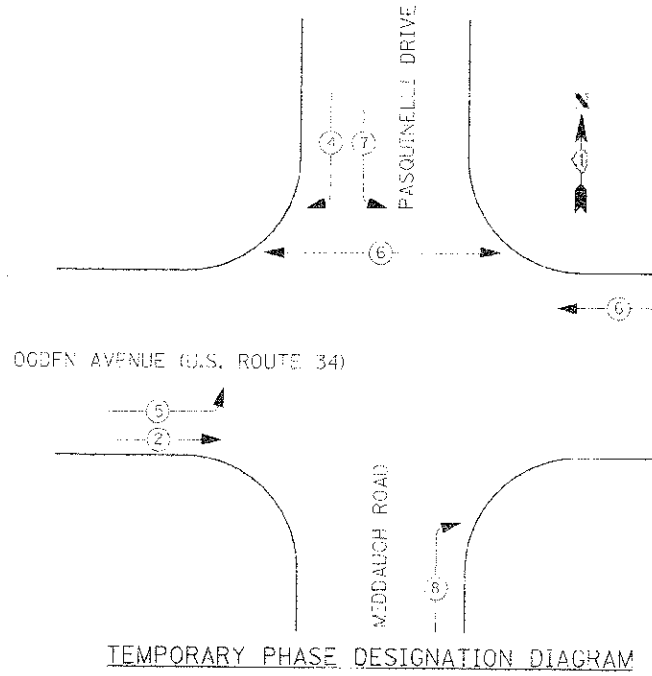 PASQUINELLI DRIVE
4
7
6
6
OGDEN AVENUE (U.S. ROUTE 34)
5
2
MIDDAUGH ROAD
8
TEMPORARY PHASE DESIGNATION DIAGRAM